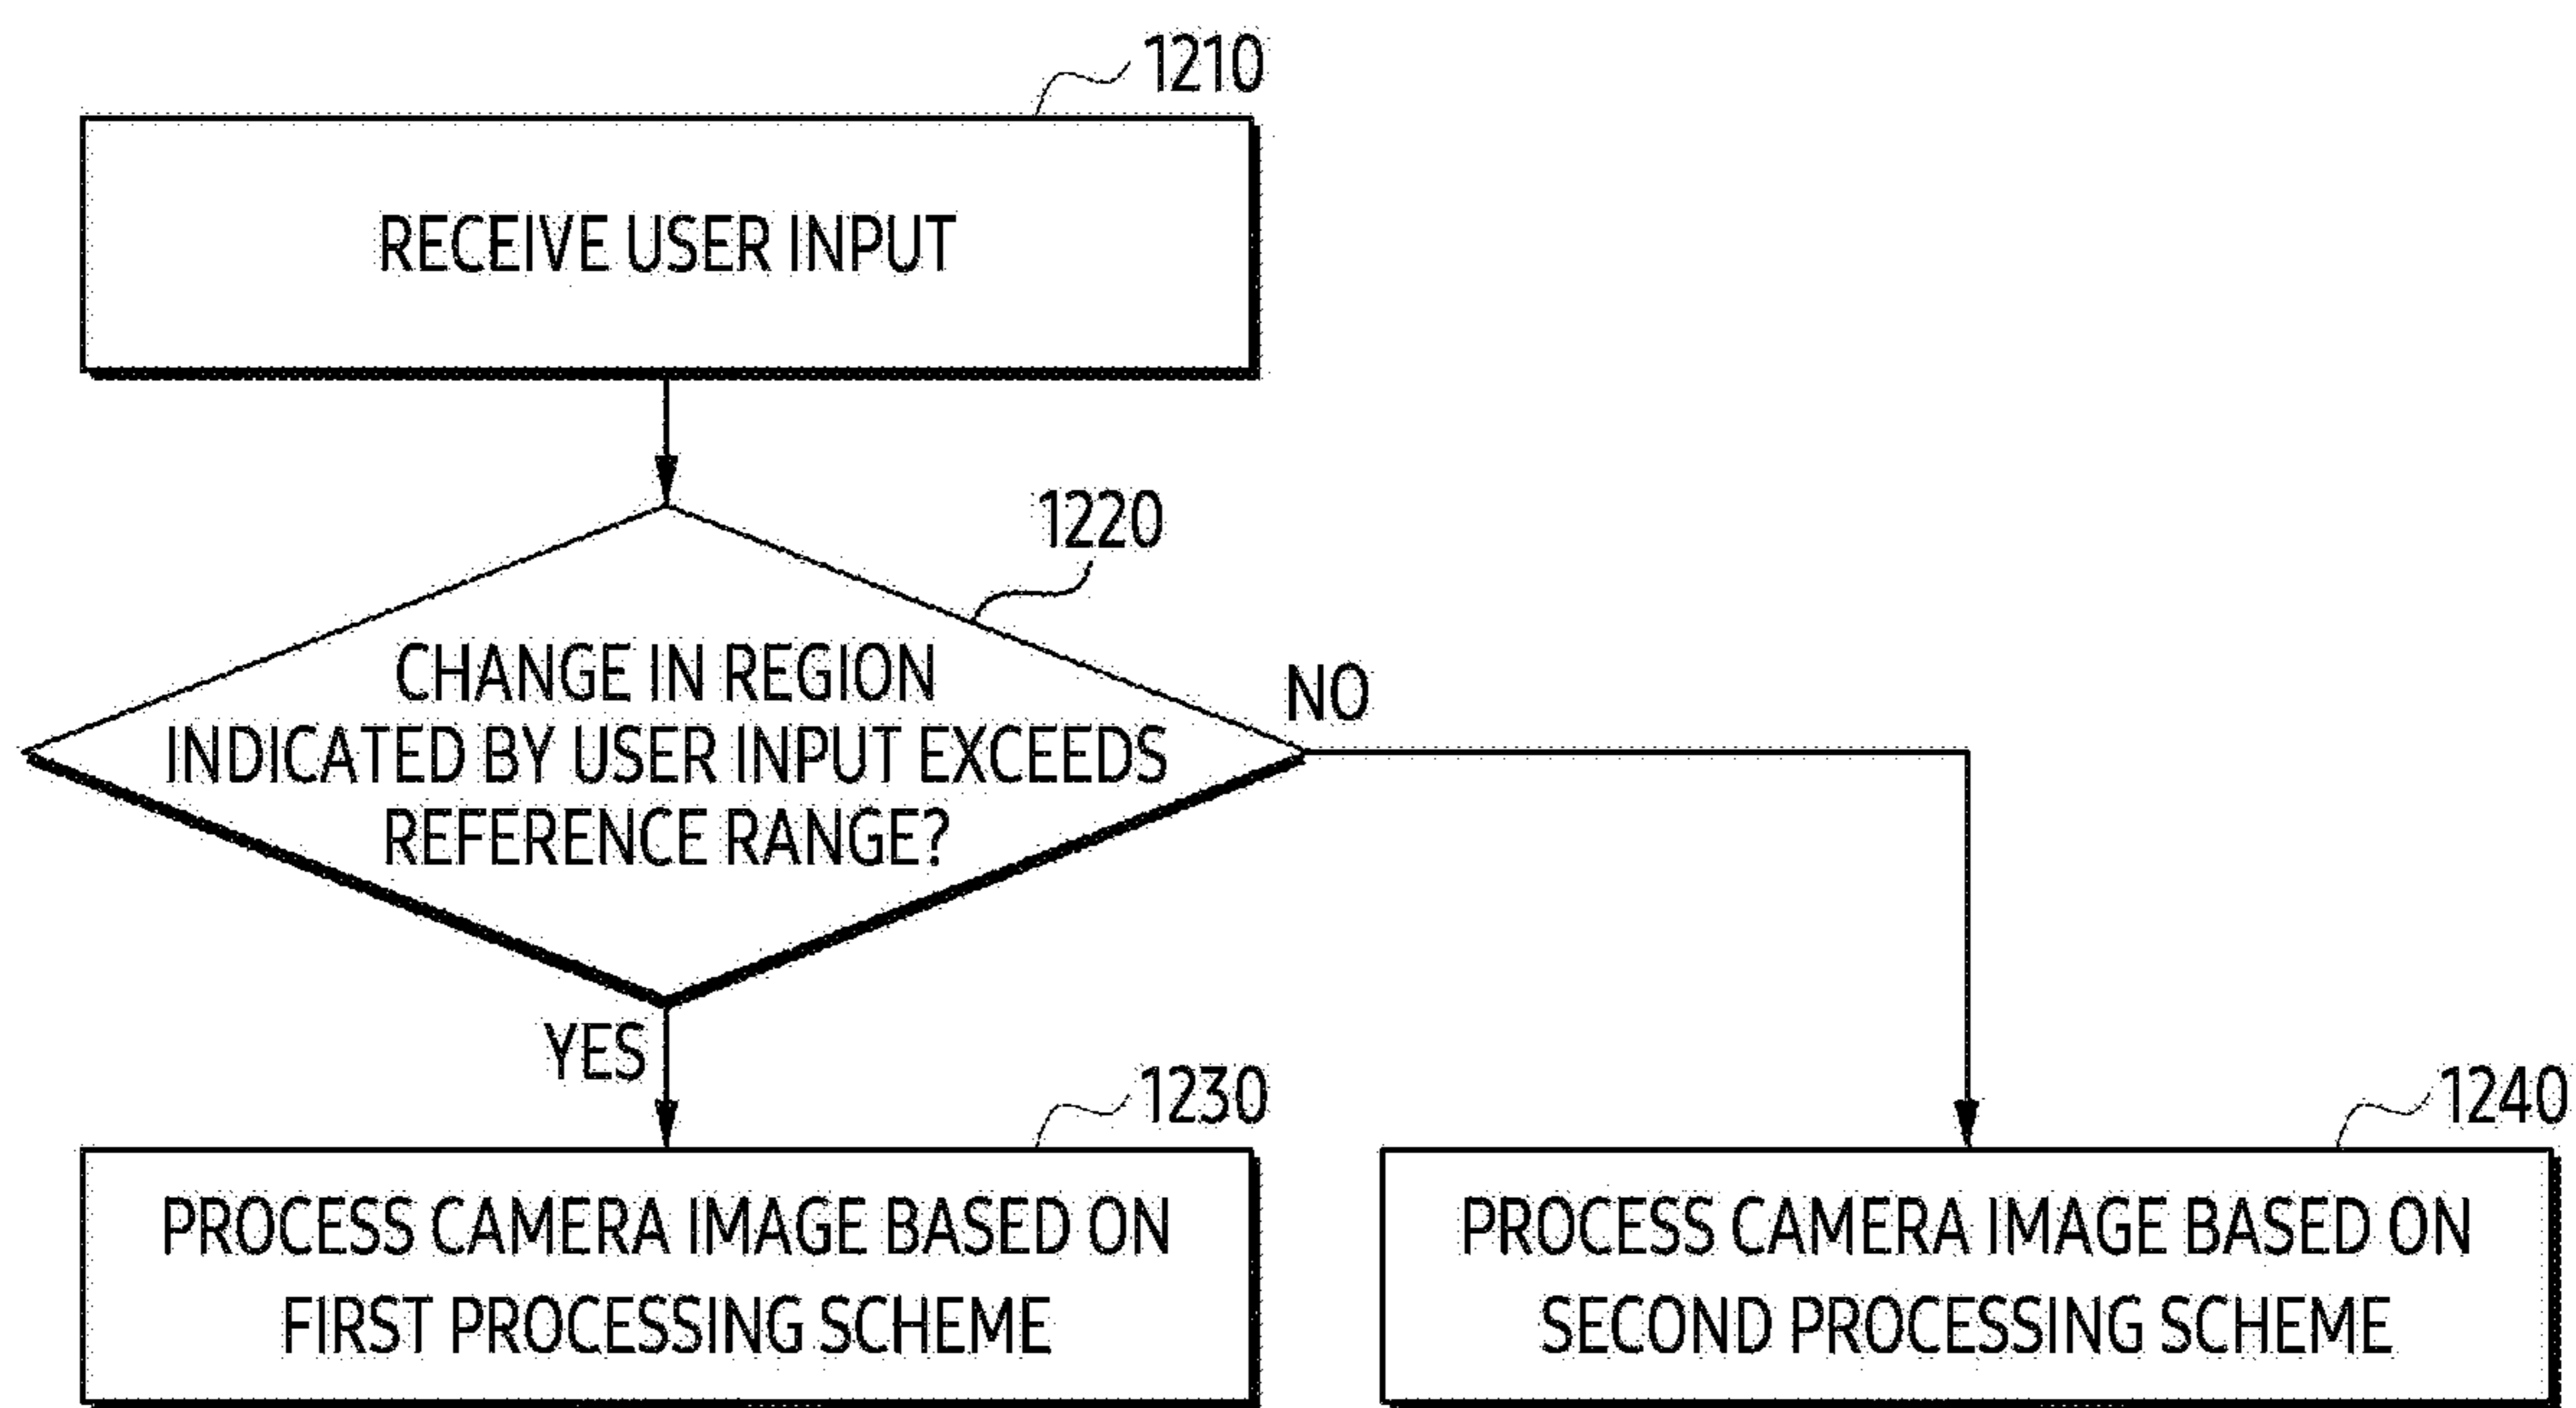 1210
RECEIVE USER INPUT
1220
CHANGE IN REGION
INDICATED BY USER INPUT EXCEEDS
REFERENCE RANGE?
NO
YES
1230
PROCESS CAMERA IMAGE BASED ON
FIRST PROCESSING SCHEME
1240
PROCESS CAMERA IMAGE BASED ON
SECOND PROCESSING SCHEME